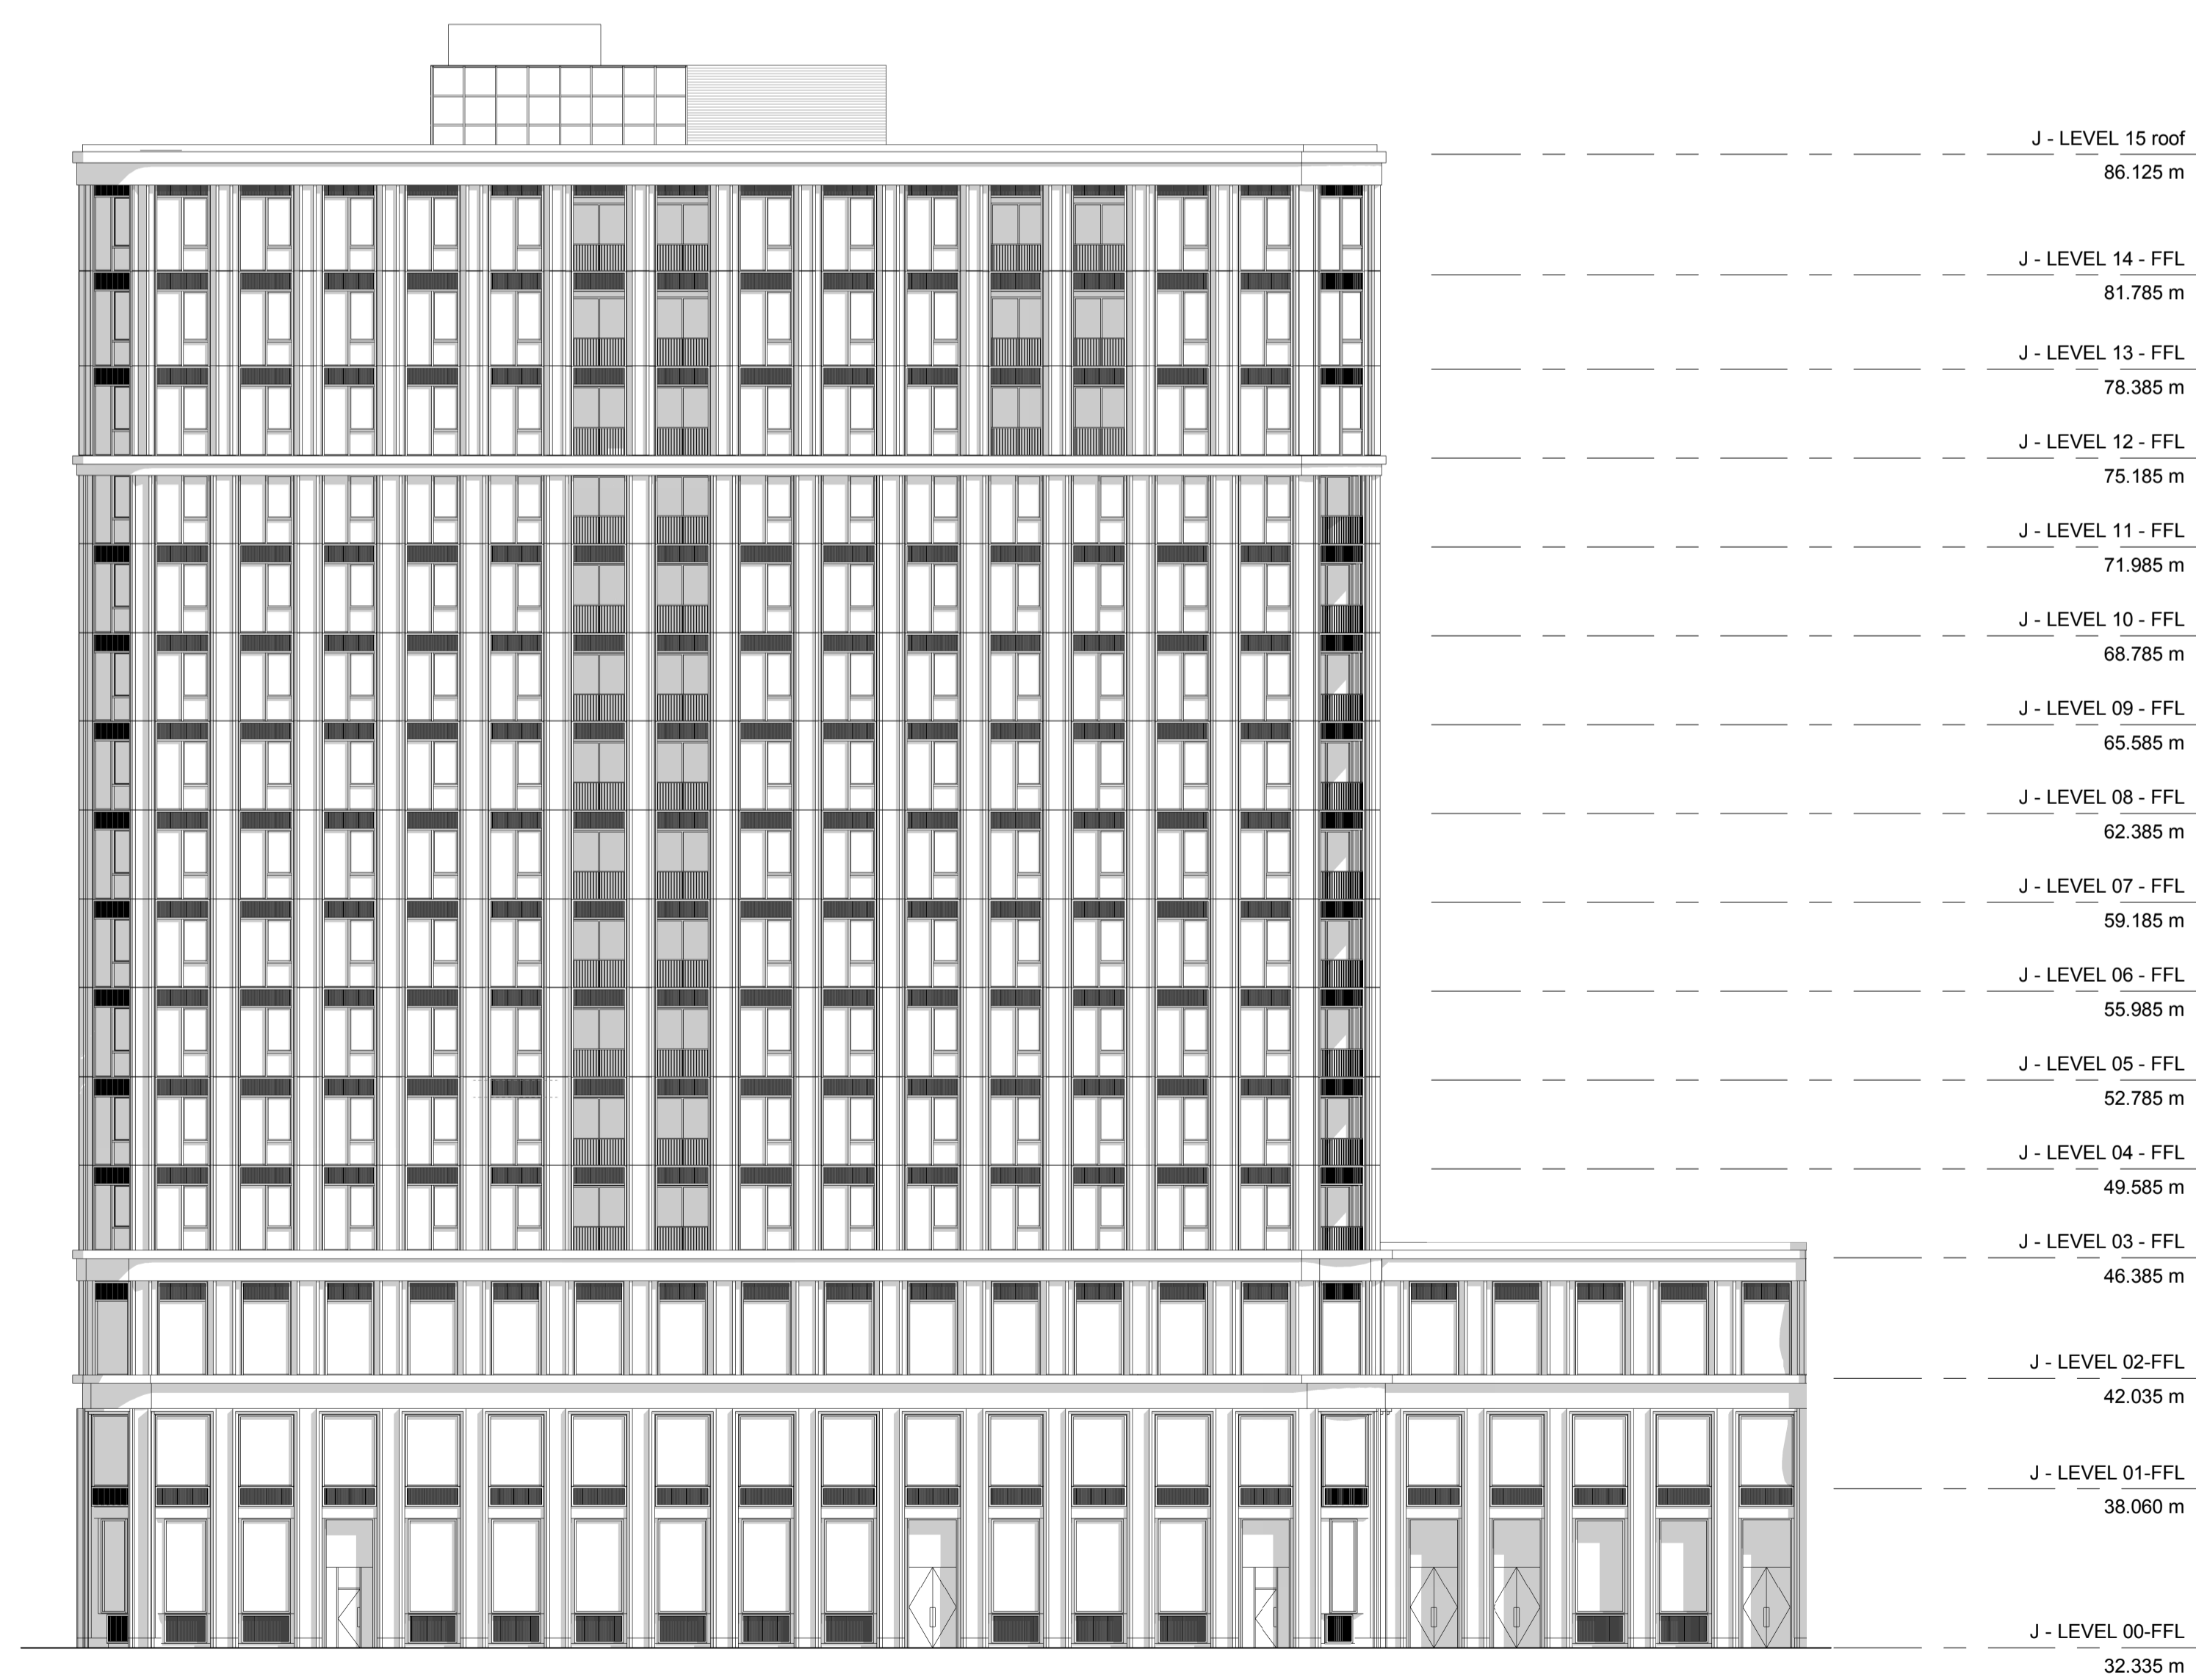 J - LEVEL 15 roof
86.125 m
J - LEVEL 14 - FFL
81.785 m
J - LEVEL 13 - FFL
78.385 m
J - LEVEL 12 - FFL
75.185 m
J - LEVEL 11 - FFL
71.985 m
J - LEVEL 10 - FFL
68.785 m
J - LEVEL 09 - FFL
65.585 m
J - LEVEL 08 - FFL
62.385 m
J - LEVEL 07 - FFL
59.185 m
J - LEVEL 06 - FFL
55.985 m
J - LEVEL 05 - FFL
52.785 m
J - LEVEL 04 - FFL
49.585 m
J - LEVEL 03 - FFL
46.385 m
J - LEVEL 02-FFL
42.035 m
J - LEVEL 01-FFL
38.060 m
J - LEVEL 00-FFL
32.335 m